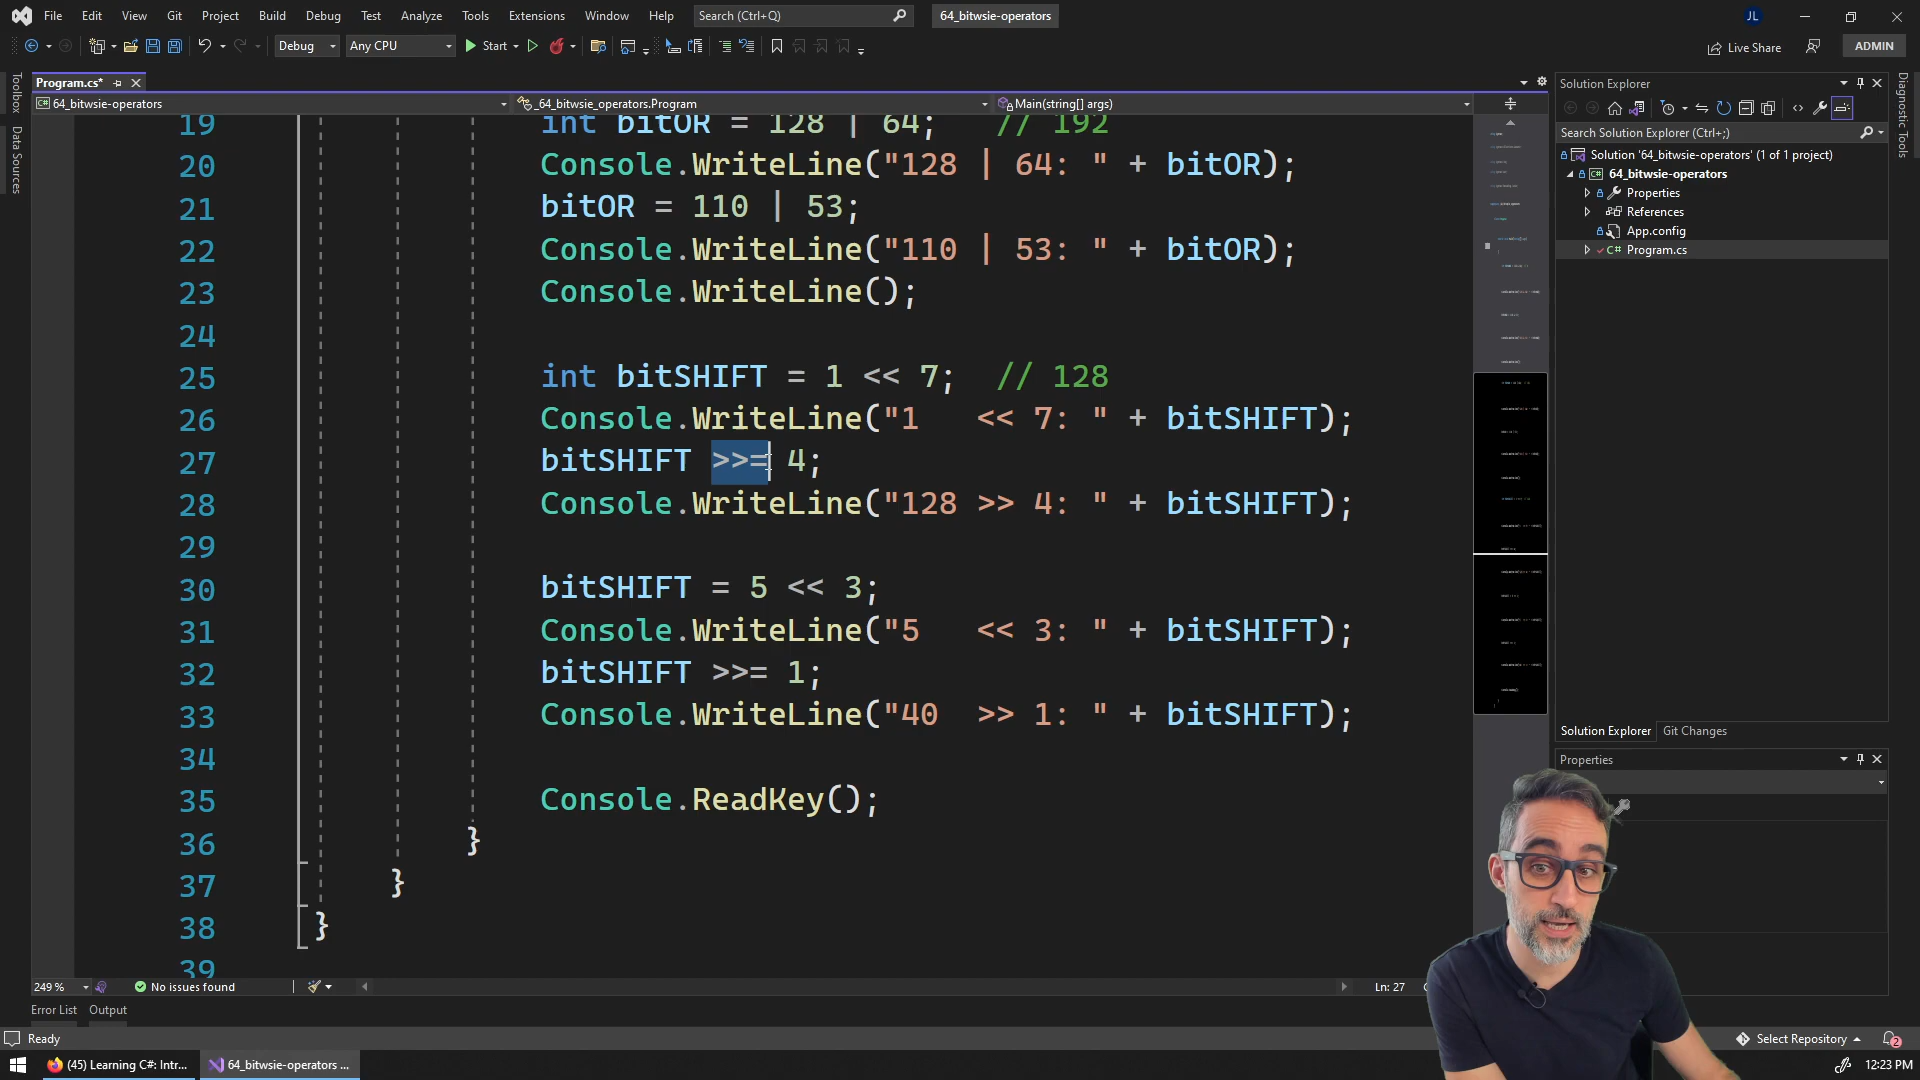 File Edit View Git Project Build Debug Test Analyze Tools Extensions Window Help Search (Ctrl+Q) 64_bitwsie-operators JL
Debug Any CPU Start Live Share ADMIN
Program.cs*
64_bitwsie-operators _64_bitwsie_operators.Program Main(string[] args)
Toolbox
Data Sources
19 int bitOR = 128 | 64; // 192
20 Console.WriteLine("128 | 64: " + bitOR);
21 bitOR = 110 | 53;
22 Console.WriteLine("110 | 53: " + bitOR);
23 Console.WriteLine();
24
25 int bitSHIFT = 1 << 7; // 128
26 Console.WriteLine("1   << 7: " + bitSHIFT);
27 bitSHIFT >>= 4;
28 Console.WriteLine("128 >> 4: " + bitSHIFT);
29
30 bitSHIFT = 5 << 3;
31 Console.WriteLine("5   << 3: " + bitSHIFT);
32 bitSHIFT >>= 1;
33 Console.WriteLine("40  >> 1: " + bitSHIFT);
34
35 Console.ReadKey();
36 }
37 }
38 }
39
249 % No issues found Ln: 27
Error List Output
Ready
Solution Explorer
Search Solution Explorer (Ctrl+;)
Solution '64_bitwsie-operators' (1 of 1 project)
64_bitwsie-operators
Properties
References
App.config
C# Program.cs
Solution Explorer Git Changes
Properties
Diagnostic Tools
Select Repository 2
(45) Learning C#: Intr... 64_bitwsie-operators ... 12:23 PM